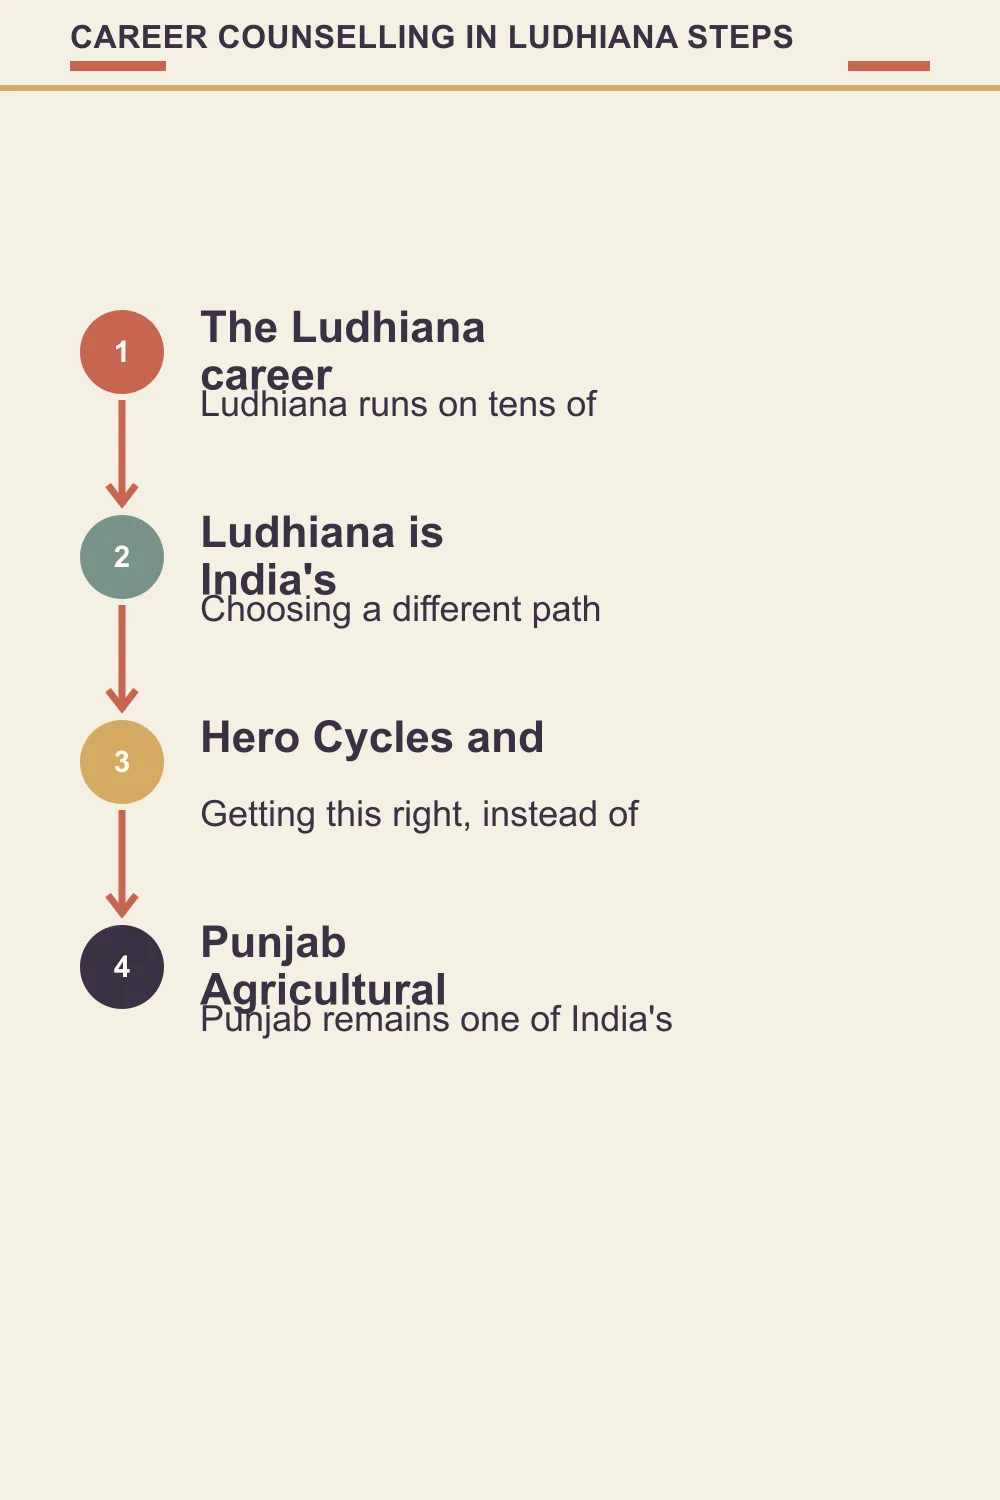 CAREER COUNSELLING IN LUDHIANA STEPS
1
The Ludhiana
career
Ludhiana runs on tens of
2
Ludhiana is
India's
Choosing a different path
3
Hero Cycles and
Getting this right, instead of
4
Punjab
Agricultural
Punjab remains one of India's